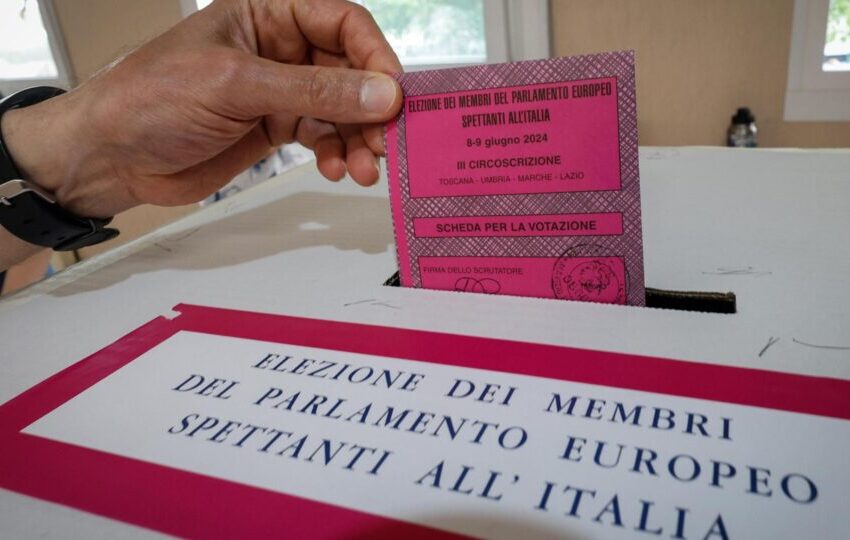 ELEZIONE DEI MEMBRI DEL PARLAMENTO EUROPEO
SPETTANTI ALL'ITALIA
8-9 giugno 2024
III CIRCOSCRIZIONE
TOSCANA - UMBRIA - MARCHE - LAZIO
SCHEDA PER LA VOTAZIONE
FIRMA DELLO SCRUTATORE
ELEZIONE DEI MEMBRI
DEL PARLAMENTO EUROPEO
SPETTANTI ALL'ITALIA